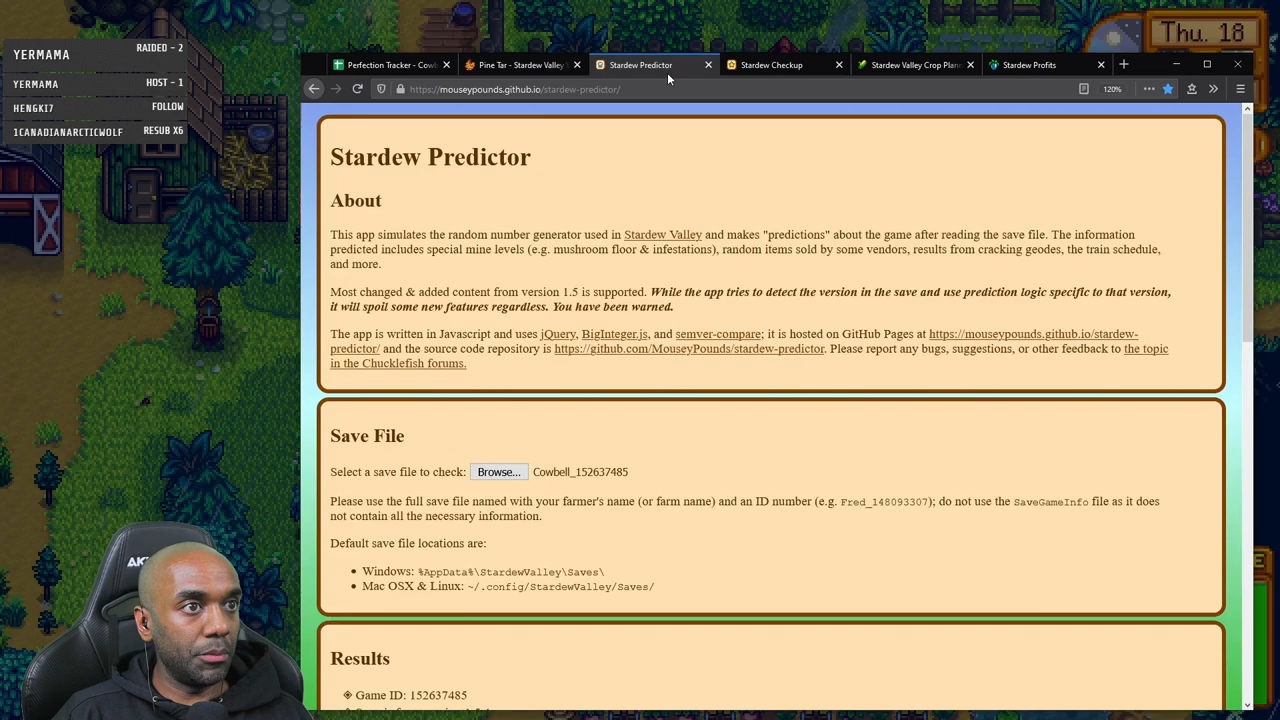 Thu. 18
YERMAMA RAIDED - 2
YERMAMA HOST - 1
HENGKI7 FOLLOW
1CANADIANARCTICWOLF RESUB X6
Perfection Tracker - Cowb
Pine Tar - Stardew Valley
Stardew Predictor
Stardew Checkup
Stardew Valley Crop Plann
Stardew Profits
https://mouseypounds.github.io/stardew-predictor/
120%
Stardew Predictor
About
This app simulates the random number generator used in Stardew Valley and makes "predictions" about the game after reading the save file. The information
predicted includes special mine levels (e.g. mushroom floor & infestations), random items sold by some vendors, results from cracking geodes, the train schedule,
and more.
Most changed & added content from version 1.5 is supported. While the app tries to detect the version in the save and use prediction logic specific to that version,
it will spoil some new features regardless. You have been warned.
The app is written in Javascript and uses jQuery, BigInteger.js, and semver-compare; it is hosted on GitHub Pages at https://mouseypounds.github.io/stardew-
predictor/ and the source code repository is https://github.com/MouseyPounds/stardew-predictor. Please report any bugs, suggestions, or other feedback to the topic
in the Chucklefish forums.
Save File
Select a save file to check: Browse... Cowbell_152637485
Please use the full save file named with your farmer's name (or farm name) and an ID number (e.g. Fred_148093307); do not use the SaveGameInfo file as it does
not contain all the necessary information.
Default save file locations are:
Windows: %AppData%\StardewValley\Saves\
Mac OSX & Linux: ~/.config/StardewValley/Saves/
Results
Game ID: 152637485